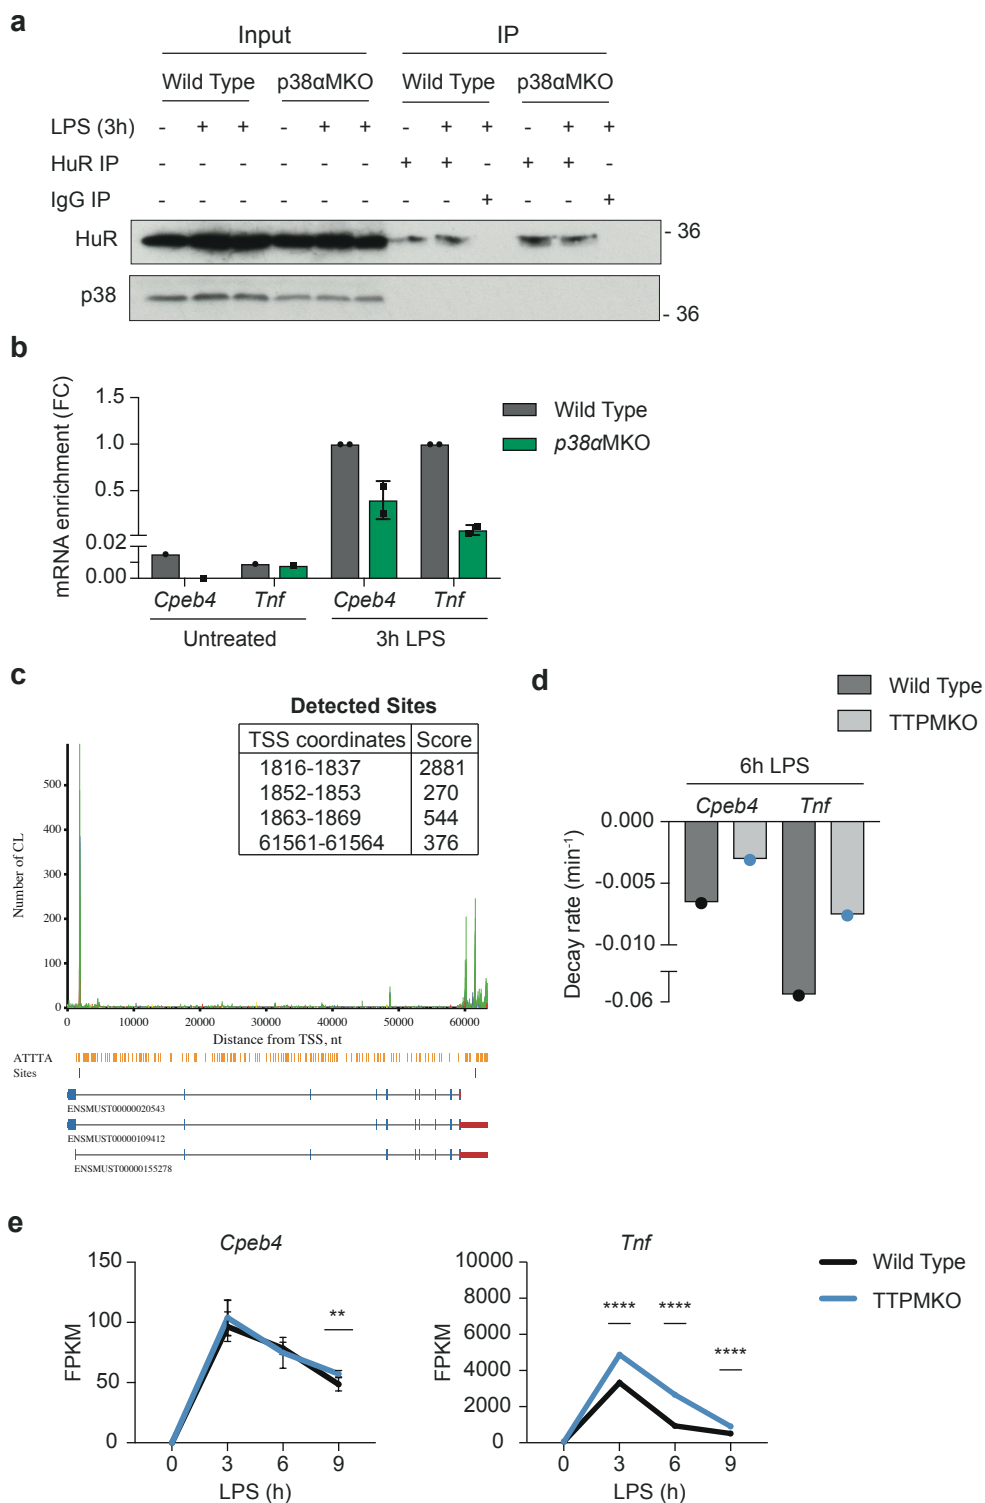 a
Input IP
Wild Type p38αMKO Wild Type p38αMKO
LPS (3h) - + + - + + - + + - + +
HuR IP - - - - - - + + - + + -
IgG IP - - - - - - - - + - - +
HuR - 36
p38 - 36
b
mRNA enrichment (FC)
1.5
1.0
0.5
0.02
0.00
Wild Type
p38αMKO
Cpeb4 Tnf Cpeb4 Tnf
Untreated 3h LPS
c
Detected Sites
TSS coordinates Score
1816-1837 2881
1852-1853 270
1863-1869 544
61561-61564 376
Number of CL
500
400
300
200
100
0
0 10000 20000 30000 40000 50000 60000
Distance from TSS, nt
ATTTA
Sites
ENSMUST00000020543
ENSMUST00000109412
ENSMUST00000155278
d
Wild Type
TTPMKO
6h LPS
Cpeb4 Tnf
Decay rate (min-1)
0.000
-0.005
-0.010
-0.06
e
Cpeb4
FPKM
150
100
50
0
**
0 3 6 9
LPS (h)
Tnf
FPKM
10000
8000
6000
4000
2000
0
**** ****
****
0 3 6 9
LPS (h)
Wild Type
TTPMKO